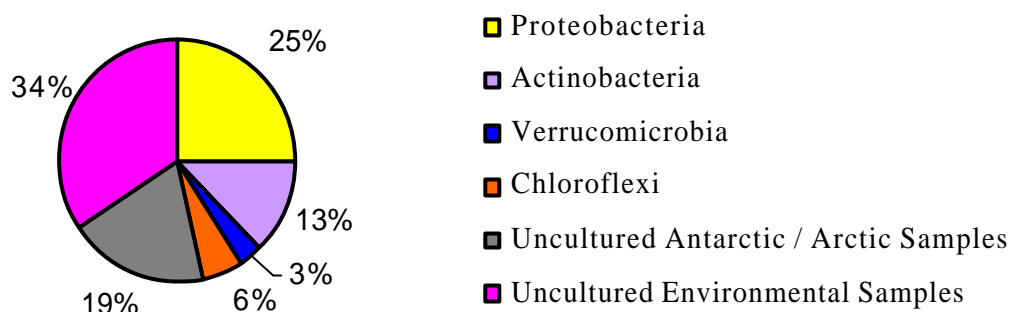 25%
34%
13%
3%
6%
19%
Proteobacteria
Actinobacteria
Verrucomicrobia
Chloroflexi
Uncultured Antarctic / Arctic Samples
Uncultured Environmental Samples